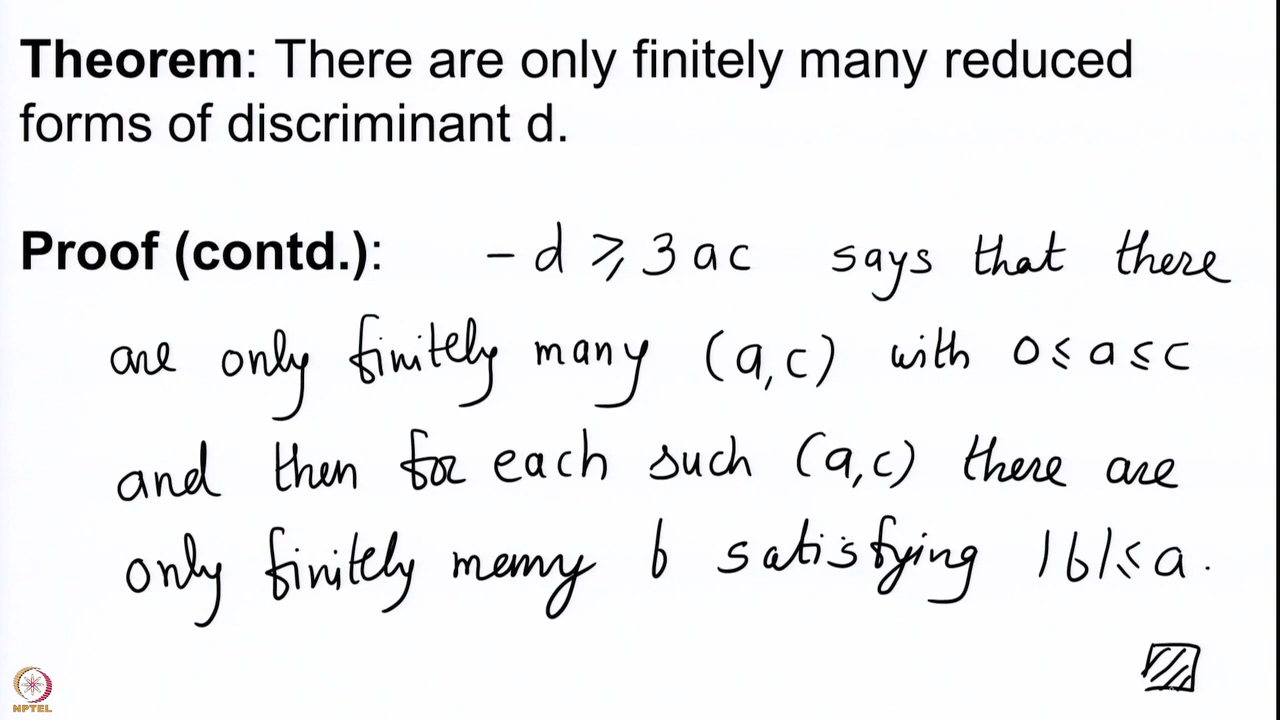 Theorem: There are only finitely many reduced
forms of discriminant d.
Proof (contd.): -d ⩾ 3ac says that there
are only finitely many (a,c) with 0 ≤ a ≤ c
and then for each such (a,c) there are
only finitely many b satisfying |b| ≤ a.
NPTEL